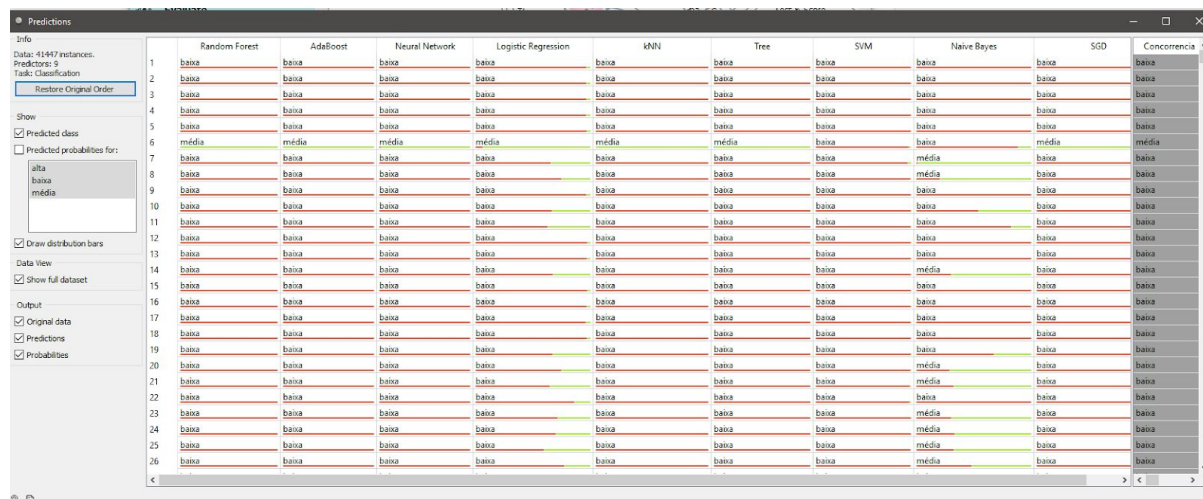 Predictions
Info
Data: 41447 instances.
Predictors: 9
Task: Classification
Restore Original Order
Show
Predicted class
Predicted probabilities for:
alta
baixa
média
Draw distribution bars
Data View
Show full dataset
Output
Original data
Predictions
Probabilities
Random Forest AdaBoost Neural Network Logistic Regression kNN Tree SVM Naive Bayes SGD Concorrencia
1 baixa baixa baixa baixa baixa baixa baixa baixa baixa baixa
2 baixa baixa baixa baixa baixa baixa baixa baixa baixa baixa
3 baixa baixa baixa baixa baixa baixa baixa baixa baixa baixa
4 baixa baixa baixa baixa baixa baixa baixa baixa baixa baixa
5 baixa baixa baixa baixa baixa baixa baixa baixa baixa baixa
6 média média média média média média baixa baixa média média
7 baixa baixa baixa baixa baixa baixa baixa média baixa baixa
8 baixa baixa baixa baixa baixa baixa baixa média baixa baixa
9 baixa baixa baixa baixa baixa baixa baixa baixa baixa baixa
10 baixa baixa baixa baixa baixa baixa baixa baixa baixa baixa
11 baixa baixa baixa baixa baixa baixa baixa baixa baixa baixa
12 baixa baixa baixa baixa baixa baixa baixa baixa baixa baixa
13 baixa baixa baixa baixa baixa baixa baixa baixa baixa baixa
14 baixa baixa baixa baixa baixa baixa baixa média baixa baixa
15 baixa baixa baixa baixa baixa baixa baixa baixa baixa baixa
16 baixa baixa baixa baixa baixa baixa baixa baixa baixa baixa
17 baixa baixa baixa baixa baixa baixa baixa baixa baixa baixa
18 baixa baixa baixa baixa baixa baixa baixa baixa baixa baixa
19 baixa baixa baixa baixa baixa baixa baixa baixa baixa baixa
20 baixa baixa baixa baixa baixa baixa baixa média baixa baixa
21 baixa baixa baixa baixa baixa baixa baixa média baixa baixa
22 baixa baixa baixa baixa baixa baixa baixa baixa baixa baixa
23 baixa baixa baixa baixa baixa baixa baixa média baixa baixa
24 baixa baixa baixa baixa baixa baixa baixa média baixa baixa
25 baixa baixa baixa baixa baixa baixa baixa média baixa baixa
26 baixa baixa baixa baixa baixa baixa baixa média baixa baixa